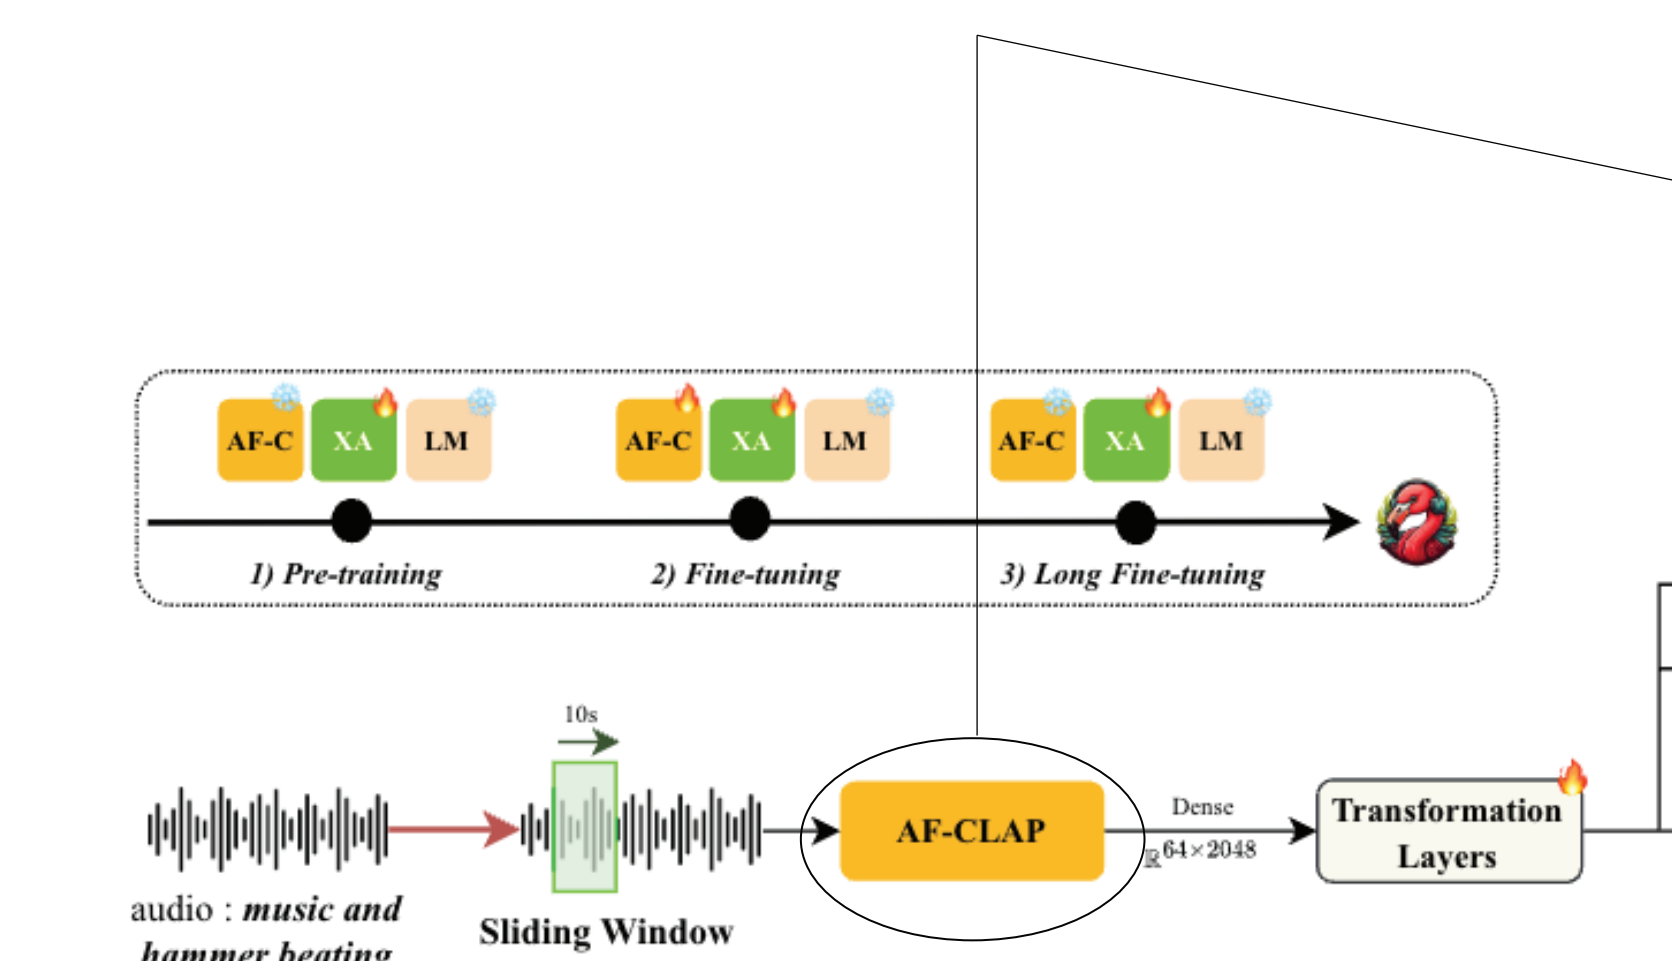 AF-C XA LM AF-C XA LM AF-C XA LM
1) Pre-training 2) Fine-tuning 3) Long Fine-tuning
10s
AF-CLAP
Dense
ℝ^64×2048
Transformation
Layers
audio : music and
hammer beating
Sliding Window